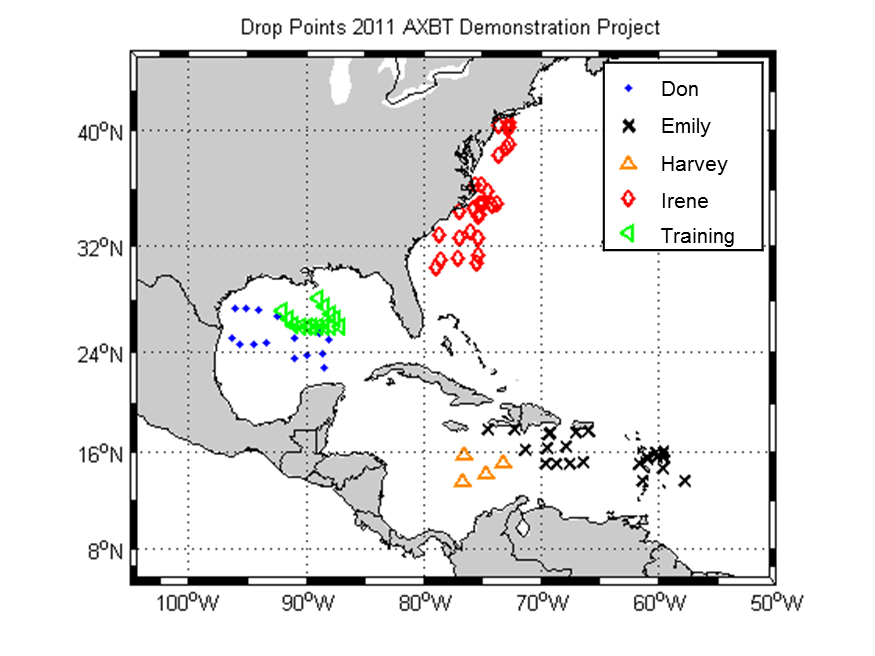 Drop Points 2011 AXBT Demonstration Project
Don
Emily
Harvey
Irene
Training
40°N
32°N
24°N
16°N
8°N
100°W 90°W 80°W 70°W 60°W 50°W